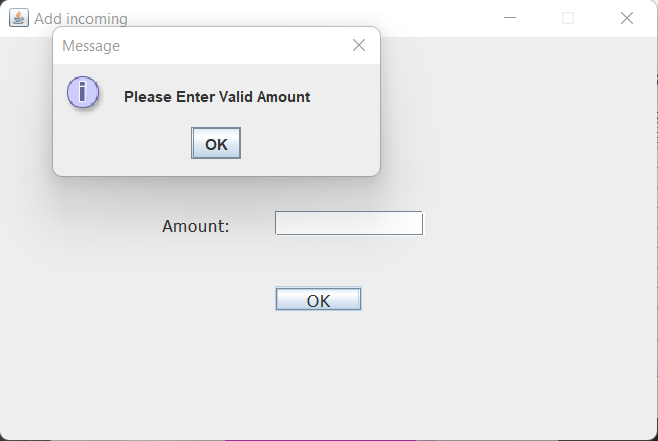 Add incoming
Message
Please Enter Valid Amount
OK
Amount:
OK